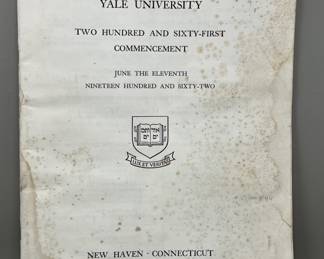 YALE UNIVERSITY
TWO HUNDRED AND SIXTY-FIRST
COMMENCEMENT
JUNE THE ELEVENTH
NINETEEN HUNDRED AND SIXTY-TWO
LUX ET VERITAS
NEW HAVEN · CONNECTICUT